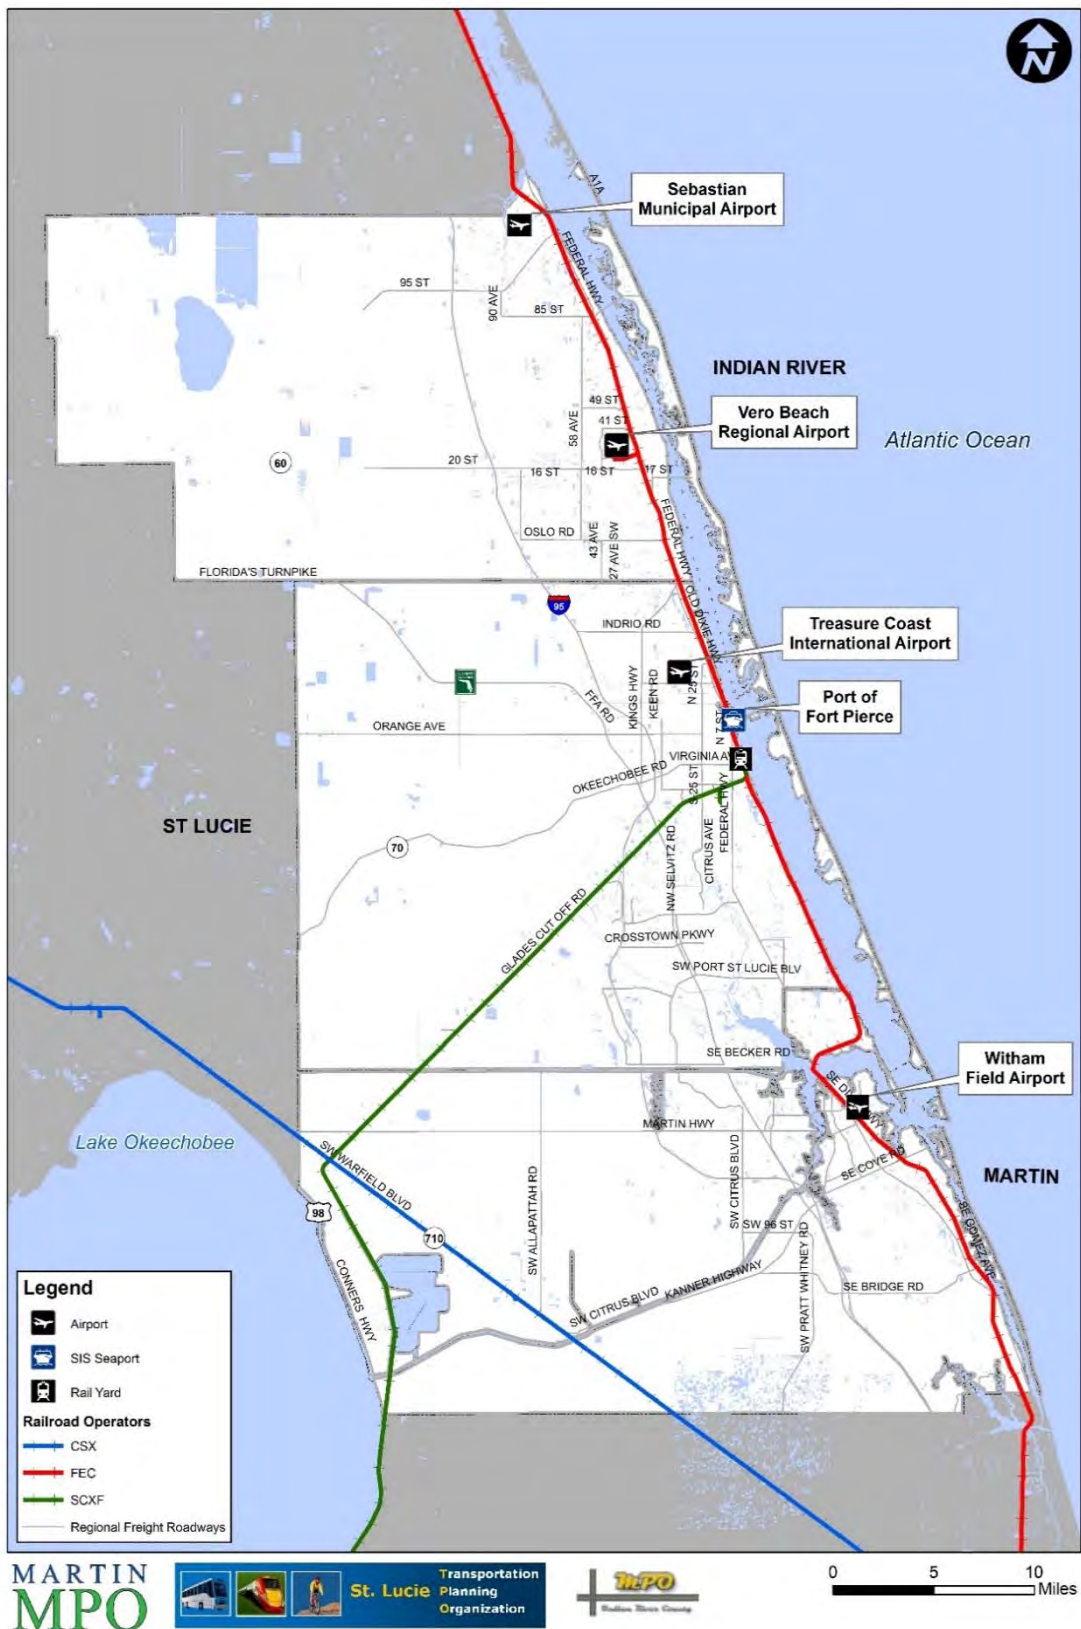 N
A1A
Sebastian
Municipal Airport
FEDERAL HWY
95 ST
90 AVE
85 ST
INDIAN RIVER
49 ST
Vero Beach
Regional Airport
58 AVE
41 ST
Atlantic Ocean
60
20 ST
16 ST
16 ST
17 ST
FEDERAL HWY
OSLO RD
43 AVE
27 AVE SW
FLORIDA'S TURNPIKE
OLD DIXIE HWY
95
INDRIO RD
Treasure Coast
International Airport
KINGS HWY
KEEN RD
N 25 ST
FFA RD
Port of
Fort Pierce
N 7 ST
ORANGE AVE
VIRGINIA AV
OKEECHOBEE RD
S 25 ST
FEDERAL HWY
ST LUCIE
70
NW SELVITZ RD
CITRUS AVE
GLADES CUT OFF RD
CROSSTOWN PKWY
SW PORT ST LUCIE BLV
SE BECKER RD
Witham
Field Airport
MARTIN HWY
Lake Okeechobee
SW WARFIELD BLVD
SE COVE RD
MARTIN
SW ALLAPATTAH RD
SW CITRUS BLVD
98
710
SW 96 ST
SE GOMEZ AVE
CONNERS HWY
SW CITRUS BLVD
KANNER HIGHWAY
SW PRATT WHITNEY RD
SE BRIDGE RD
Legend
Airport
SIS Seaport
Rail Yard
Railroad Operators
CSX
FEC
SCXF
Regional Freight Roadways
MARTIN
MPO
St. Lucie
Transportation
Planning
Organization
MPO
Indian River County
0 5 10
Miles